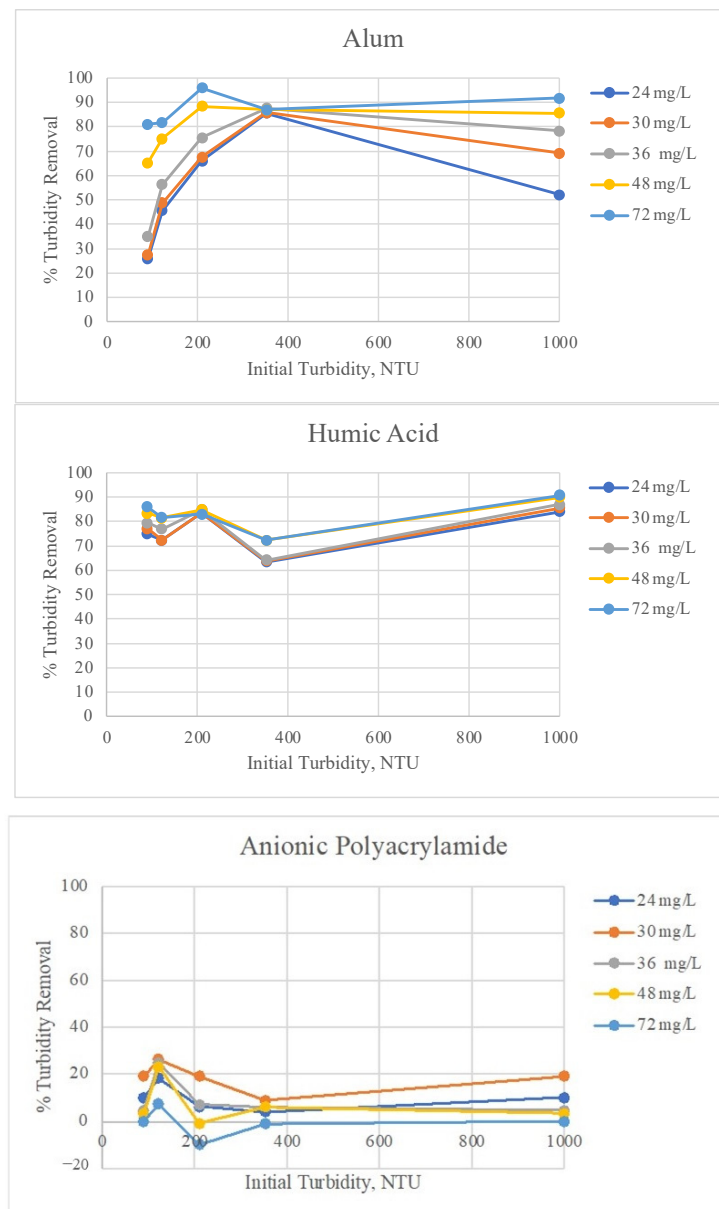 Alum
100
90
80
70
60
50
40
30
20
10
0
% Turbidity Removal
0 200 400 600 800 1000
Initial Turbidity, NTU
24 mg/L
30 mg/L
36 mg/L
48 mg/L
72 mg/L
Humic Acid
100
90
80
70
60
50
40
30
20
10
0
% Turbidity Removal
0 200 400 600 800 1000
Initial Turbidity, NTU
24 mg/L
30 mg/L
36 mg/L
48 mg/L
72 mg/L
Anionic Polyacrylamide
100
80
60
40
20
0
−20
% Turbidity Removal
0 200 400 600 800 1000
Initial Turbidity, NTU
24 mg/L
30 mg/L
36 mg/L
48 mg/L
72 mg/L